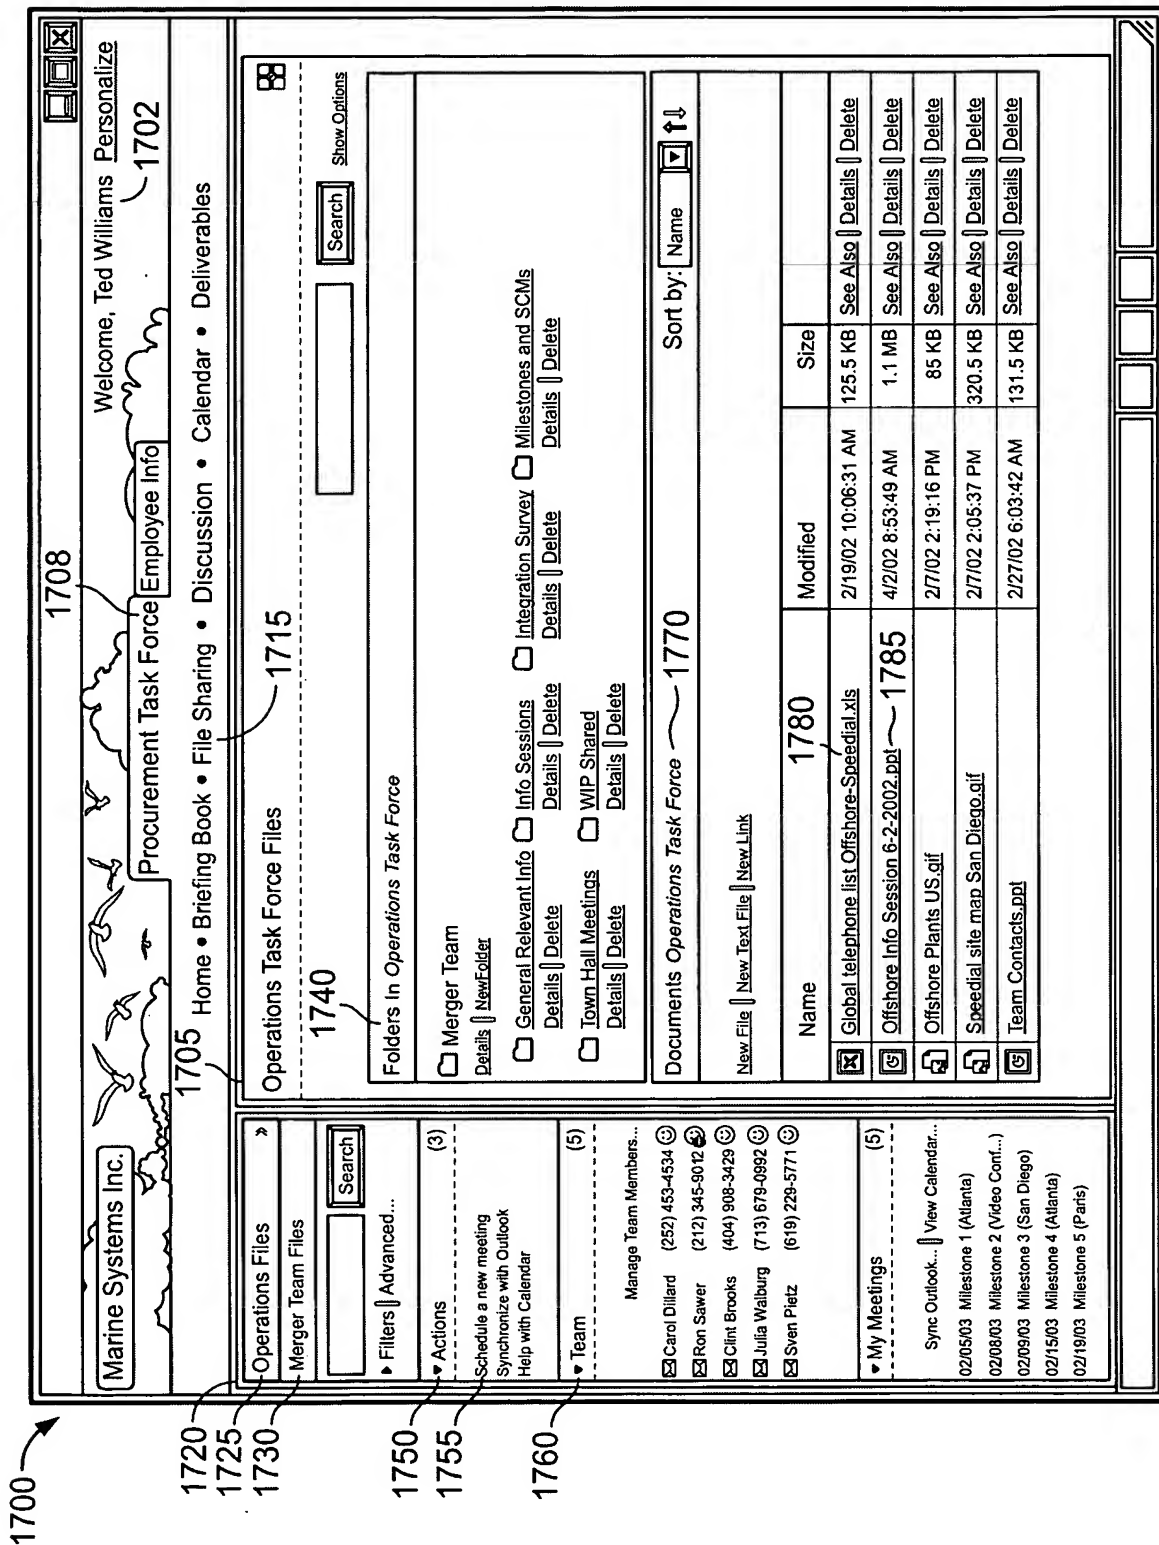 1700
1708
Marine Systems Inc.
Welcome, Ted Williams Personalize
1702
Procurement Task Force
Employee Info
1705
Home • Briefing Book • File Sharing • Discussion • Calendar • Deliverables
1715
1720
1725
1730
Operations Files »
Merger Team Files
Search
Filters Advanced...
1750
Actions (3)
1755
Schedule a new meeting
Synchronize with Outlook
Help with Calendar
1760
Team (5)
Manage Team Members...
Carol Dillard (252) 453-4534
Ron Sawer (212) 345-9012
Clint Brooks (404) 908-3429
Julia Walburg (713) 679-0992
Sven Pietz (619) 229-5771
My Meetings (5)
Sync Outlook... View Calendar...
02/05/03 Milestone 1 (Atlanta)
02/08/03 Milestone 2 (Video Conf...)
02/09/03 Milestone 3 (San Diego)
02/15/03 Milestone 4 (Atlanta)
02/19/03 Milestone 5 (Paris)
Operations Task Force Files
1740
Search
Show Options
Folders In Operations Task Force
Merger Team
Details NewFolder
General Relevant Info Info Sessions Integration Survey Milestones and SCMs
Details Delete Details Delete Details Delete Details Delete
Town Hall Meetings WIP Shared
Details Delete Details Delete
Documents Operations Task Force 1770 Sort by: Name
New File New Text File New Link
1780
Name Modified Size
Global telephone list Offshore-Speedial.xls 2/19/02 10:06:31 AM 125.5 KB See Also Details Delete
Offshore Info Session 6-2-2002.ppt 1785 4/2/02 8:53:49 AM 1.1 MB See Also Details Delete
Offshore Plants US.gif 2/7/02 2:19:16 PM 85 KB See Also Details Delete
Speedial site map San Diego.gif 2/7/02 2:05:37 PM 320.5 KB See Also Details Delete
Team Contacts.ppt 2/27/02 6:03:42 AM 131.5 KB See Also Details Delete